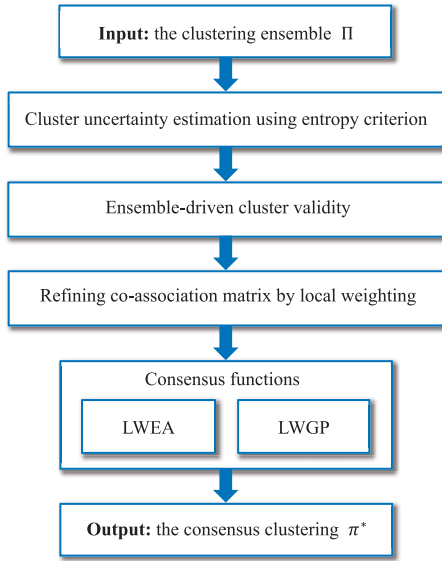 Input: the clustering ensemble Π
Cluster uncertainty estimation using entropy criterion
Ensemble-driven cluster validity
Refining co-association matrix by local weighting
Consensus functions
LWEA
LWGP
Output: the consensus clustering π*